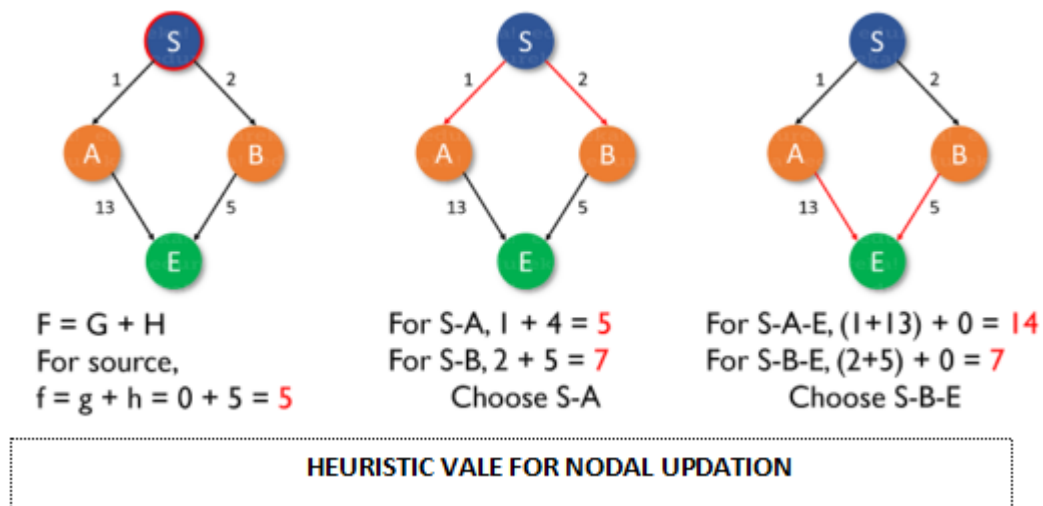 S
1
2
A
B
13
5
E
F = G + H
For source,
f = g + h = 0 + 5 = 5
S
1
2
A
B
13
5
E
For S-A, 1 + 4 = 5
For S-B, 2 + 5 = 7
Choose S-A
S
1
2
A
B
13
5
E
For S-A-E, (1+13) + 0 = 14
For S-B-E, (2+5) + 0 = 7
Choose S-B-E
HEURISTIC VALE FOR NODAL UPDATION